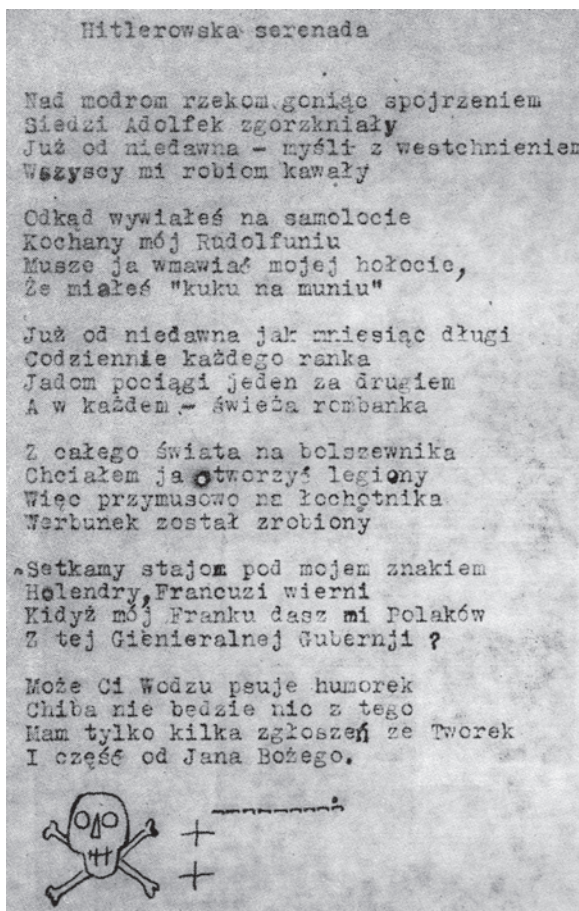 Hitlerowska serenada
Nad modrom rzekom goniąc spojrzeniem
Siedzi Adolfek zgorzkniały
Już od niedawna - myśli z westchnieniem
Wszyscy mi robiom kawały
Odkąd wywiałeś na samolocie
Kochany mój Rudolfuniu
Musze ja wmawiać mojej hołocie,
Że miałeś "kuku na muniu"
Już od niedawna jak mniesiąc długi
Codziennie każdego ranka
Jadom pociągi jeden za drugiem
A w każdem - świeża rombanka
Z całego świata na bolszewnika
Chciałem ja otworzyć legiony
Więc przymusowo na łochotnika
Werbunek został zrobiony
Setkamy stajom pod mojem znakiem
Holendry, Francuzi wierni
Kidyż mój Franku dasz mi Polaków
Z tej Gienieralnej Gubernji ?
Może Ci Wodzu psuje humorek
Chiba nie bedzie nic z tego
Mam tylko kilka zgłoszeń ze Tworek
I część od Jana Bożego.